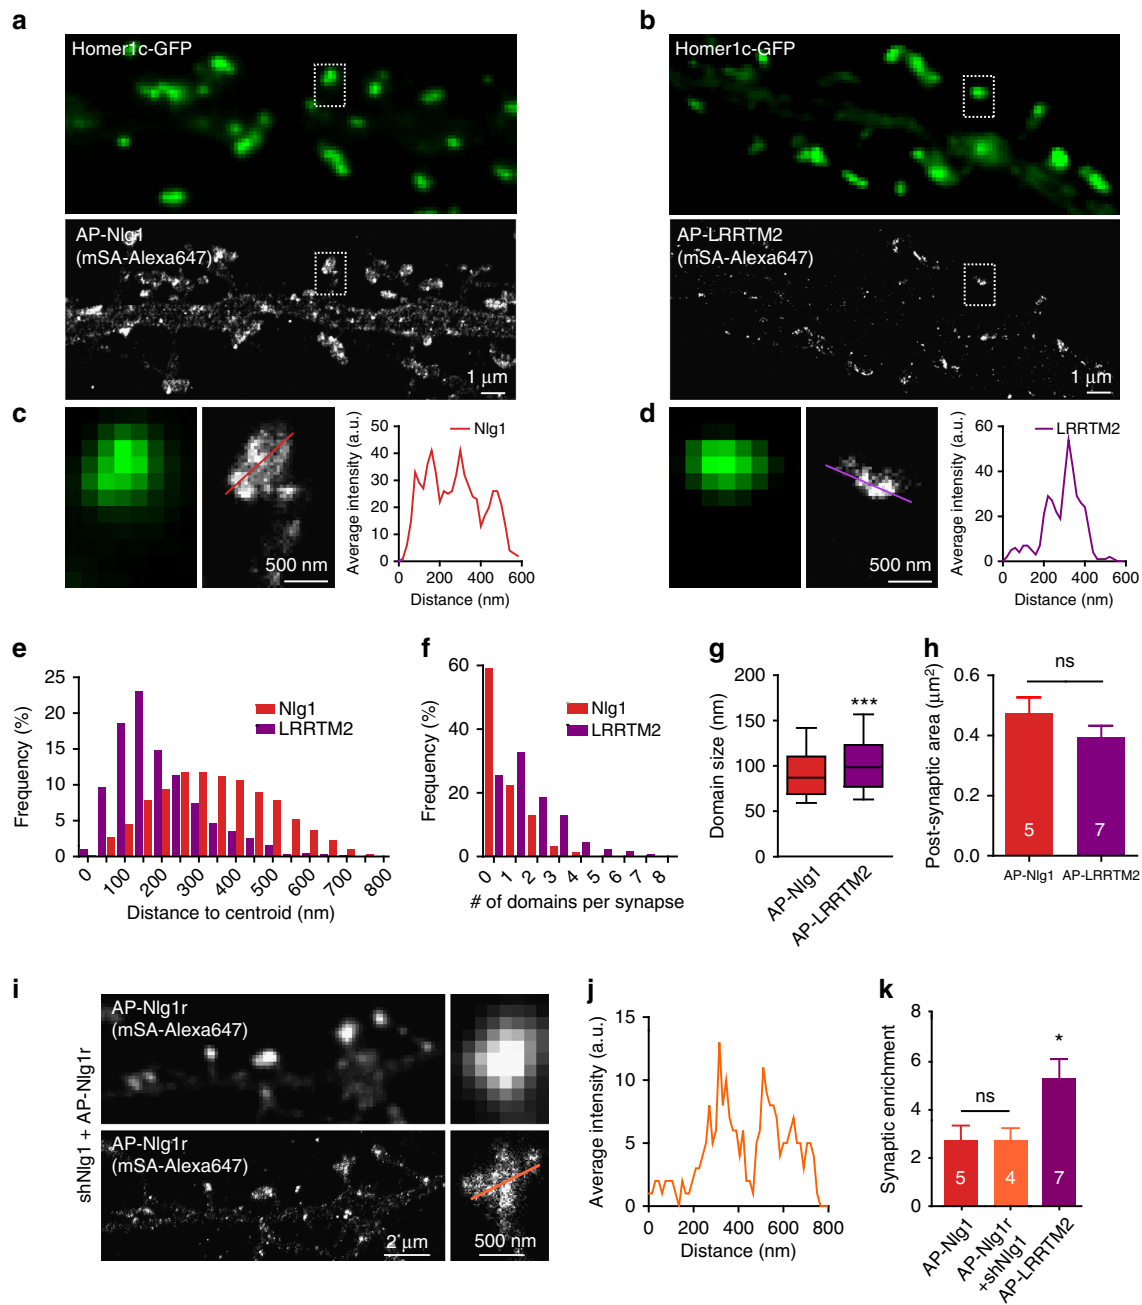 a
Homer1c-GFP
AP-Nlg1
(mSA-Alexa647)
1 μm
b
Homer1c-GFP
AP-LRRTM2
(mSA-Alexa647)
1 μm
c
500 nm
Average intensity (a.u.)
50
40
30
20
10
0
Nlg1
0 200 400 600
Distance (nm)
d
500 nm
Average intensity (a.u.)
60
40
20
0
LRRTM2
0 200 400 600
Distance (nm)
e
Frequency (%)
25
20
15
10
5
0
Nlg1
LRRTM2
0 100 200 300 400 500 600 700 800
Distance to centroid (nm)
f
Frequency (%)
60
40
20
0
Nlg1
LRRTM2
0 1 2 3 4 5 6 7 8
# of domains per synapse
g
Domain size (nm)
200
150
100
50
0
***
AP-Nlg1
AP-LRRTM2
h
Post-synaptic area (μm²)
0.6
0.4
0.2
0.0
ns
5
7
AP-Nlg1 AP-LRRTM2
i
shNlg1 + AP-Nlg1r
AP-Nlg1r
(mSA-Alexa647)
AP-Nlg1r
(mSA-Alexa647)
2 μm
500 nm
j
Average intensity (a.u.)
15
10
5
0
0 200 400 600 800
Distance (nm)
k
Synaptic enrichment
8
6
4
2
0
ns
*
5
4
7
AP-Nlg1
AP-Nlg1r
+shNlg1
AP-LRRTM2